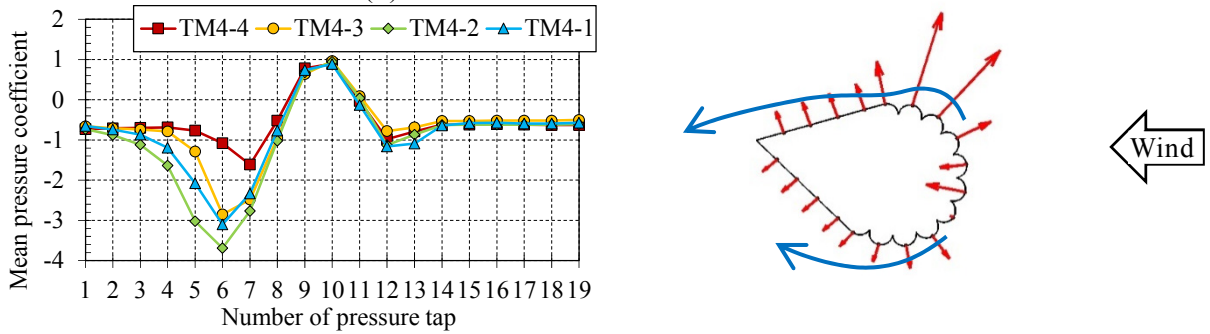 2
TM4-4 TM4-3 TM4-2 TM4-1
1
0
-1
-2
-3
-4
Mean pressure coefficient
1 2 3 4 5 6 7 8 9 10 11 12 13 14 15 16 17 18 19
Number of pressure tap
Wind